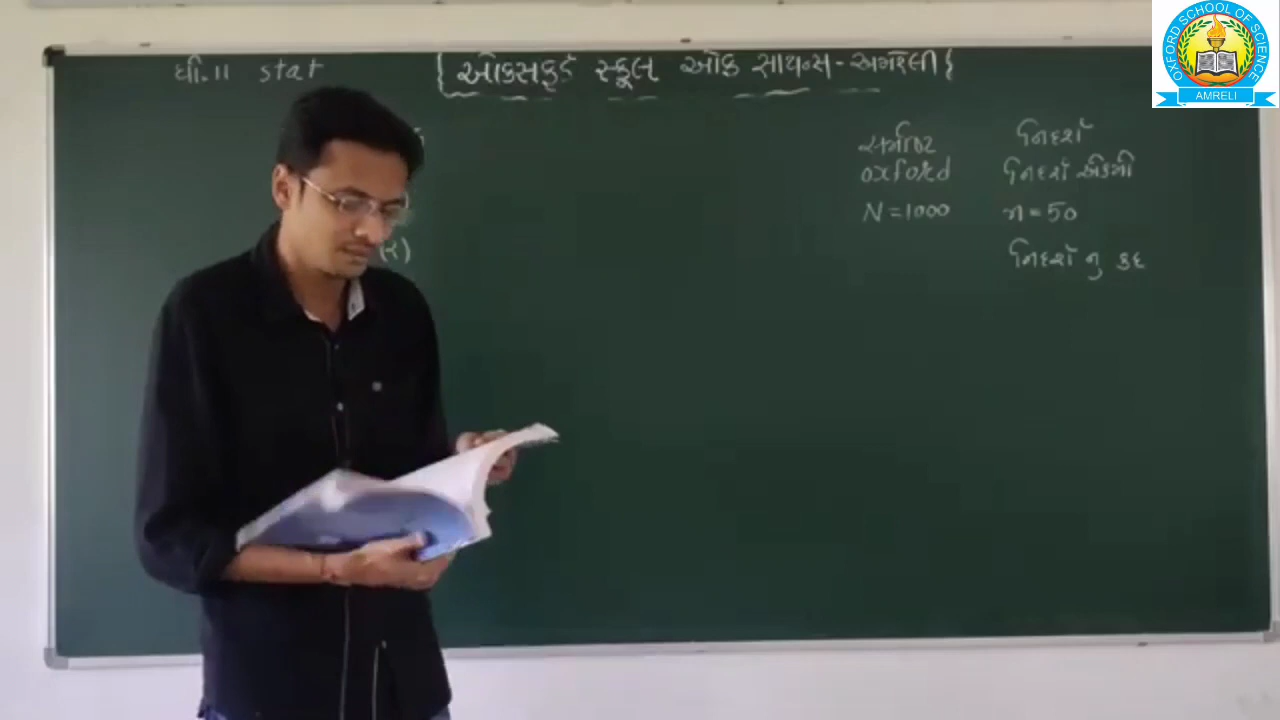 ધી.11 stat
{ ઓક્સફર્ડ સ્કૂલ ઓફ સાયન્સ - અમરેલી }
સમષ્ટિ નિદર્શ
oxford નિદર્શ એકમો
N = 1000 n = 50
(૨)
નિદર્શ નુ કદ
OXFORD SCHOOL OF SCIENCE
AMRELI